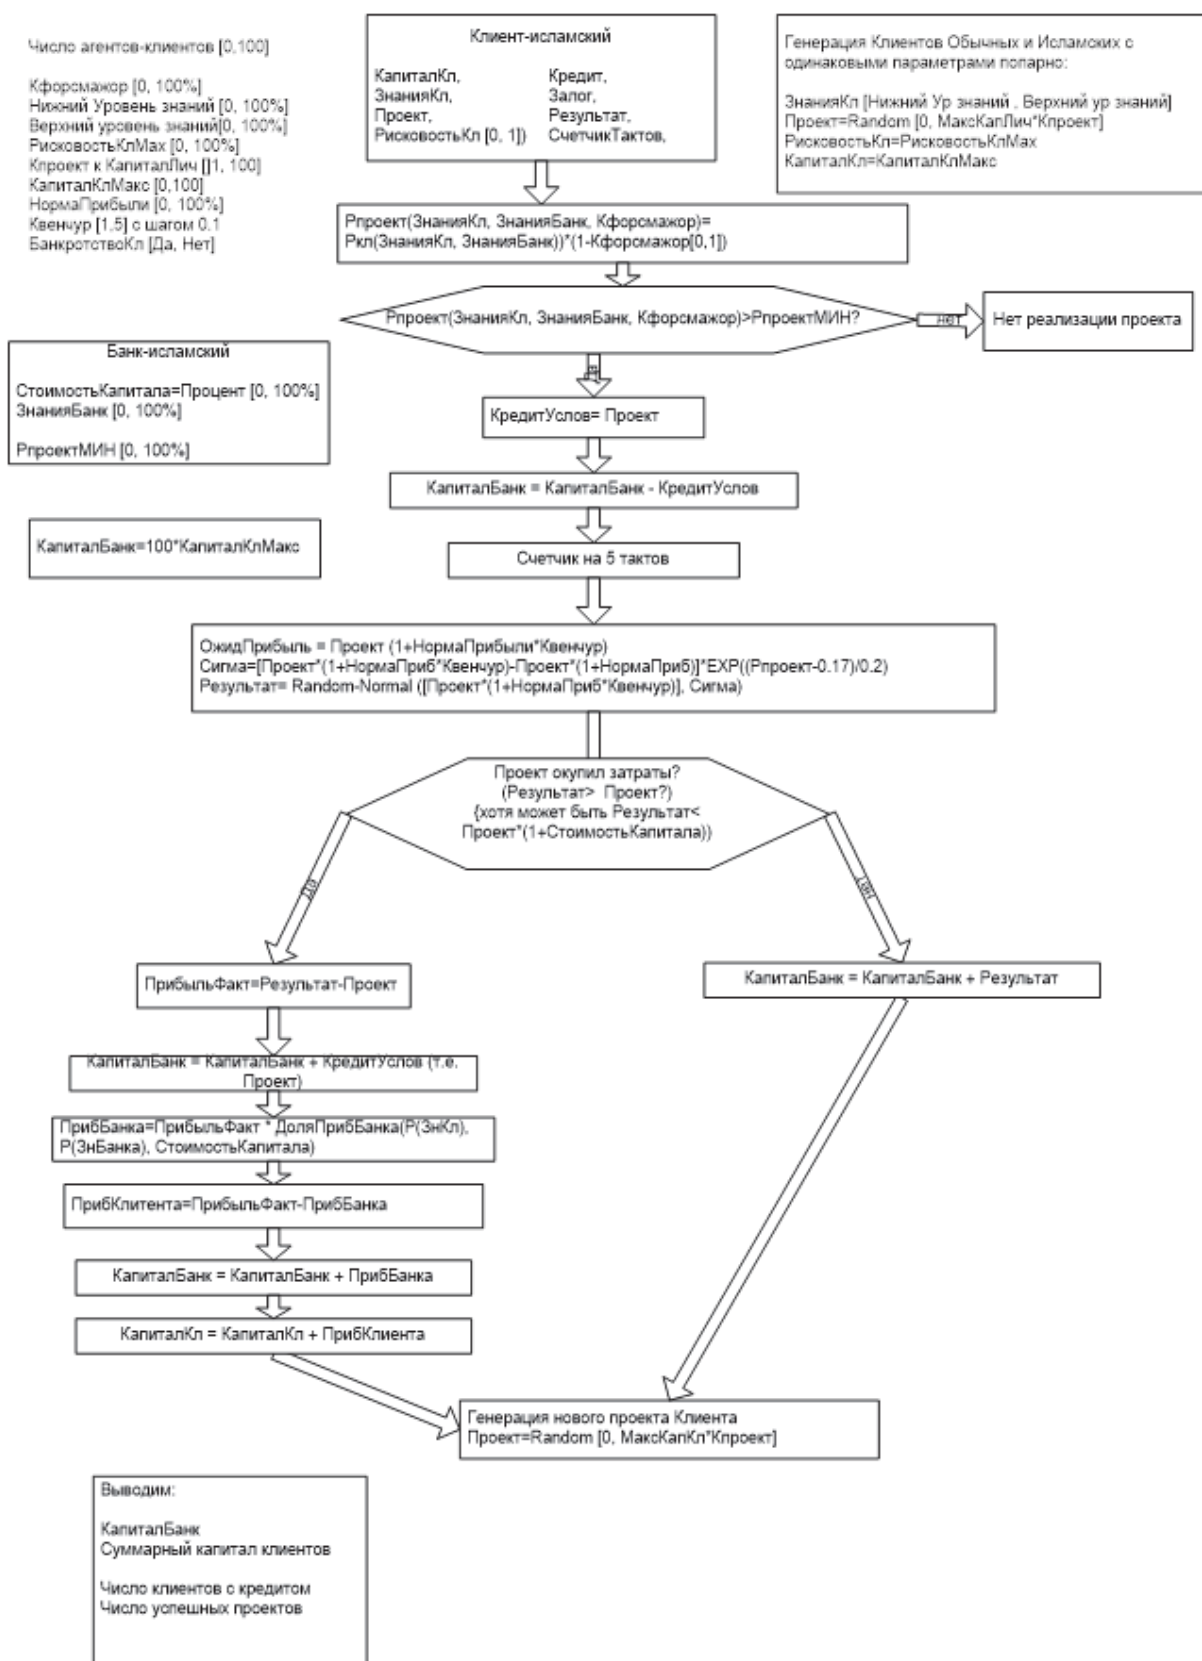 Число агентов-клиентов [0,100]
Кфорсмажор [0, 100%]
Нижний Уровень знаний [0, 100%]
Верхний уровень знаний[0, 100%]
РисковостьКлМах [0, 100%]
Кпроект к КапиталЛич []1, 100]
КапиталКлМакс [0,100]
НормаПрибыли [0, 100%]
Квенчур [1.5] с шагом 0.1
БанкротствоКл [Да, Нет]
Клиент-исламский
КапиталКл, Кредит,
ЗнанияКл, Залог,
Проект, Результат,
РисковостьКл [0, 1]) СчетчикТактов,
Генерация Клиентов Обычных и Исламских с
одинаковыми параметрами попарно:
ЗнанияКл [Нижний Ур знаний , Верхний ур знаний]
Проект=Random [0, МаксКапЛич*Кпроект]
РисковостьКл=РисковостьКлМах
КапиталКл=КапиталКлМакс
Рпроект(ЗнанияКл, ЗнанияБанк, Кфорсмажор)=
Ркл(ЗнанияКл, ЗнанияБанк))*(1-Кфорсмажор[0,1])
Рпроект(ЗнанияКл, ЗнанияБанк, Кфорсмажор)>РпроектМИН?
нет
Нет реализации проекта
да
Банк-исламский
СтоимостьКапитала=Процент [0, 100%]
ЗнанияБанк [0, 100%]
РпроектМИН [0, 100%]
КредитУслов= Проект
КапиталБанк = КапиталБанк - КредитУслов
КапиталБанк=100*КапиталКлМакс
Счетчик на 5 тактов
ОжидПрибыль = Проект (1+НормаПрибыли*Квенчур)
Сигма=[Проект*(1+НормаПриб*Квенчур)-Проект*(1+НормаПриб)]*EXP((Рпроект-0.17)/0.2)
Результат= Random-Normal ([Проект*(1+НормаПриб*Квенчур)], Сигма)
Проект окупил затраты?
(Результат> Проект?)
{хотя может быть Результат<
Проект*(1+СтоимостьКапитала))
да
нет
ПрибыльФакт=Результат-Проект
КапиталБанк = КапиталБанк + Результат
КапиталБанк = КапиталБанк + КредитУслов (т.е.
Проект)
ПрибБанка=ПрибыльФакт * ДоляПрибБанка(Р(ЗнКл),
Р(ЗнБанка), СтоимостьКапитала)
ПрибКлитента=ПрибыльФакт-ПрибБанка
КапиталБанк = КапиталБанк + ПрибБанка
КапиталКл = КапиталКл + ПрибКлиента
Генерация нового проекта Клиента
Проект=Random [0, МаксКапКл*Кпроект]
Выводим:
КапиталБанк
Суммарный капитал клиентов
Число клиентов с кредитом
Число успешных проектов